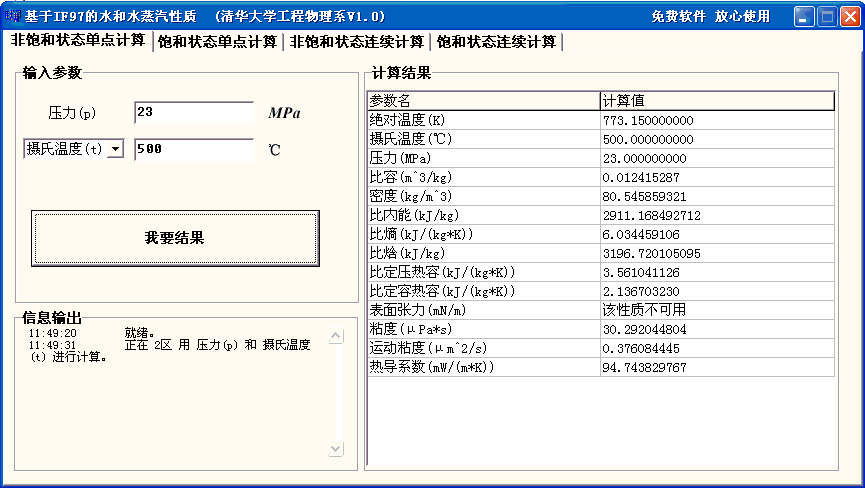 基于IF97的水和水蒸汽性质 (清华大学工程物理系V1.0) 免费软件 放心使用
非饱和状态单点计算 饱和状态单点计算 非饱和状态连续计算 饱和状态连续计算
输入参数
压力(p) 23 MPa
摄氏温度(t) 500 ℃
我要结果
信息输出
11:49:20 就绪。
11:49:31 正在 2区 用 压力(p) 和 摄氏温度
(t) 进行计算。
计算结果
参数名 计算值
绝对温度(K) 773.150000000
摄氏温度(℃) 500.000000000
压力(MPa) 23.000000000
比容(m^3/kg) 0.012415287
密度(kg/m^3) 80.545859321
比内能(kJ/kg) 2911.168492712
比熵(kJ/(kg*K)) 6.034459106
比焓(kJ/kg) 3196.720105095
比定压热容(kJ/(kg*K)) 3.561041126
比定容热容(kJ/(kg*K)) 2.136703230
表面张力(mN/m) 该性质不可用
粘度(μPa*s) 30.292044804
运动粘度(μm^2/s) 0.376084445
热导系数(mW/(m*K)) 94.743829767